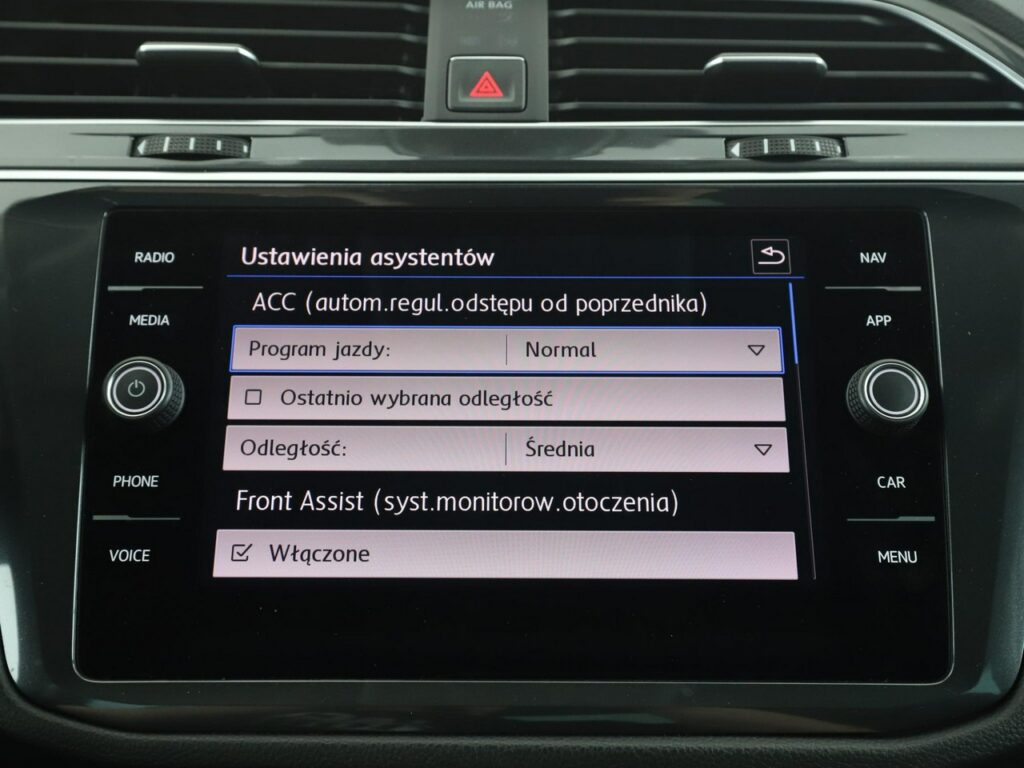 AIR BAG
RADIO
MEDIA
PHONE
VOICE
Ustawienia asystentów
ACC (autom.regul.odstępu od poprzednika)
Program jazdy: Normal
Ostatnio wybrana odległość
Odległość: Średnia
Front Assist (syst.monitorow.otoczenia)
Włączone
NAV
APP
CAR
MENU